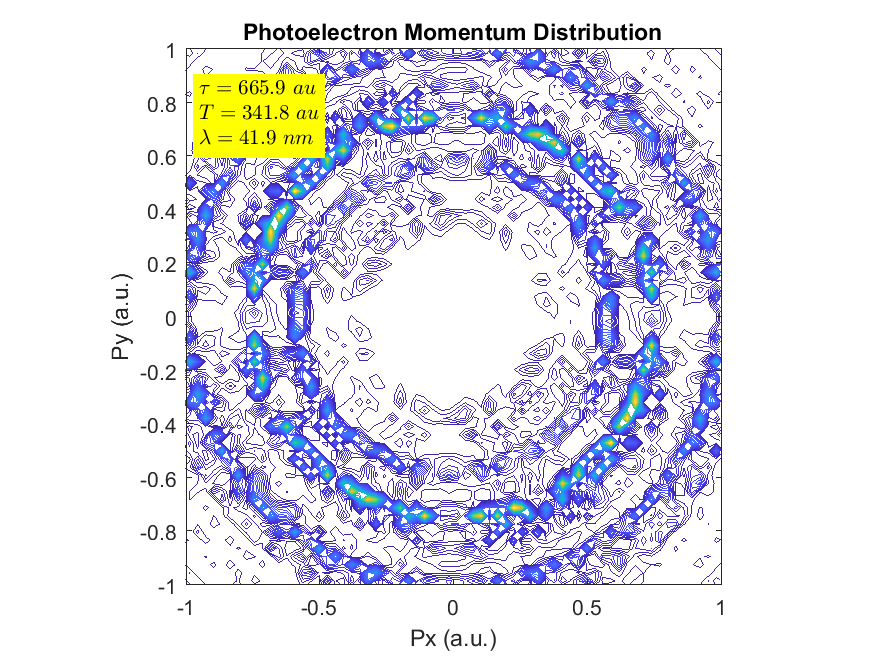 Photoelectron Momentum Distribution
τ = 665.9 au
T = 341.8 au
λ = 41.9 nm
1
0.8
0.6
0.4
0.2
0
-0.2
-0.4
-0.6
-0.8
-1
Py (a.u.)
-1 -0.5 0 0.5 1
Px (a.u.)